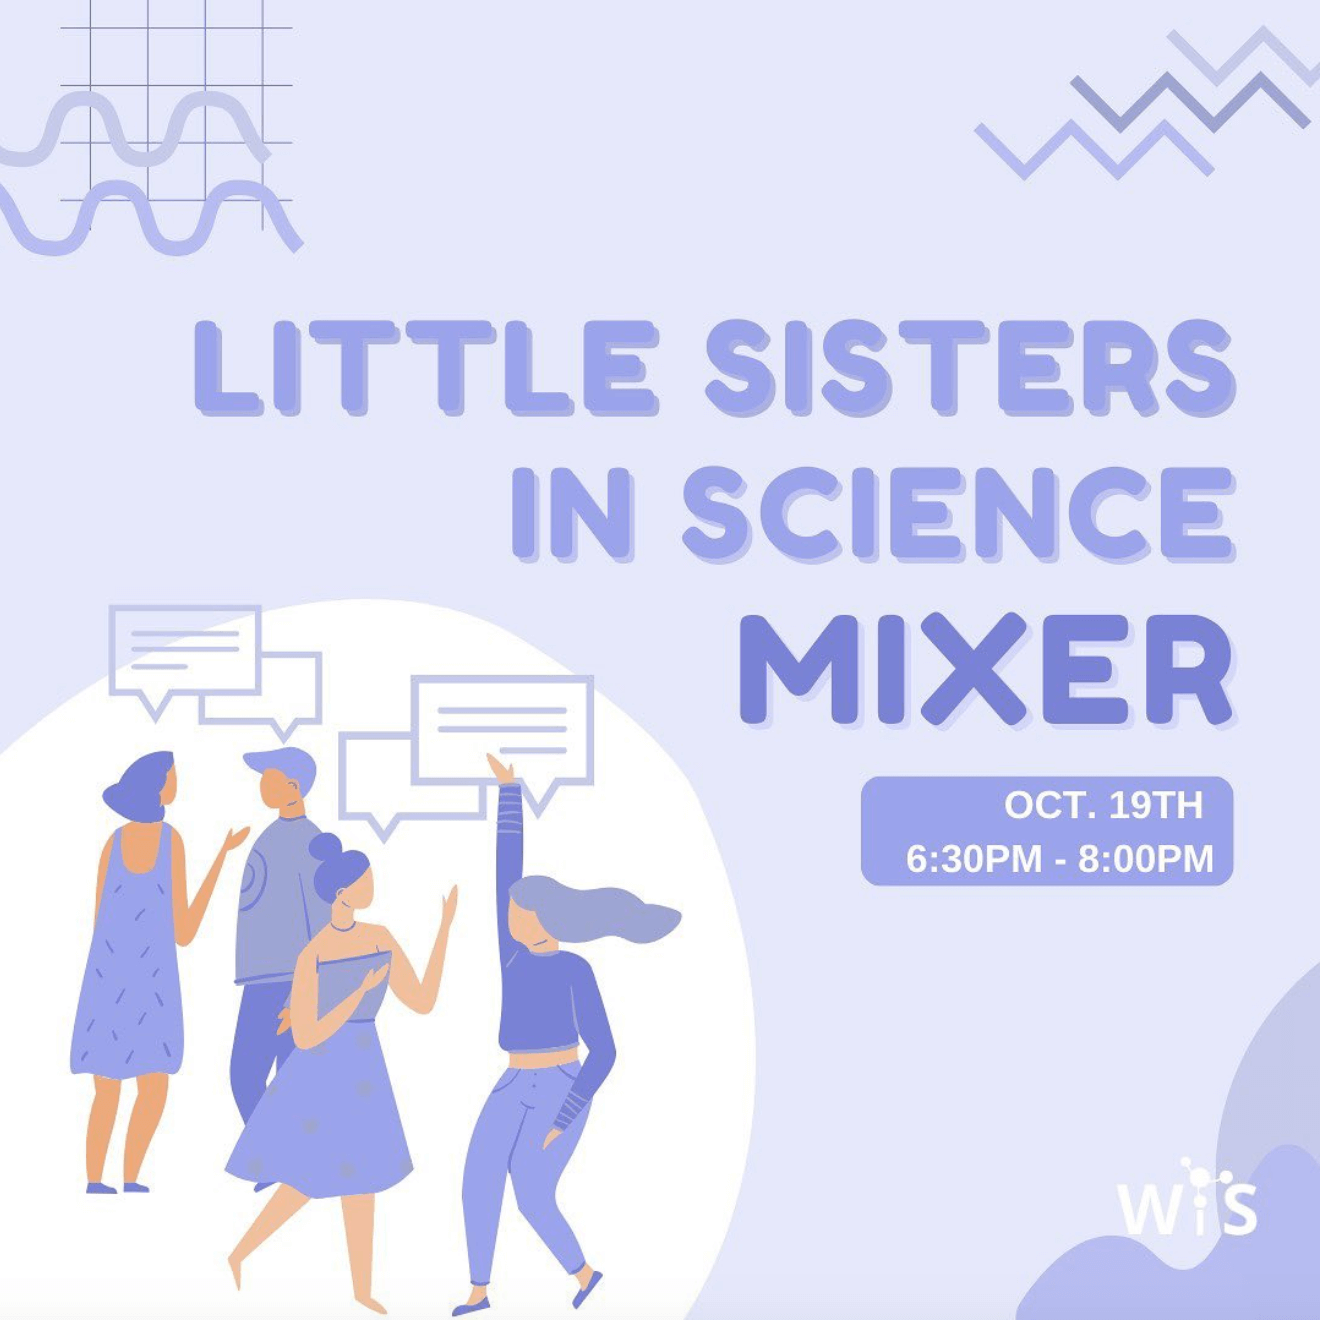 LITTLE SISTERS
IN SCIENCE
MIXER
OCT. 19TH
6:30PM - 8:00PM
WiS